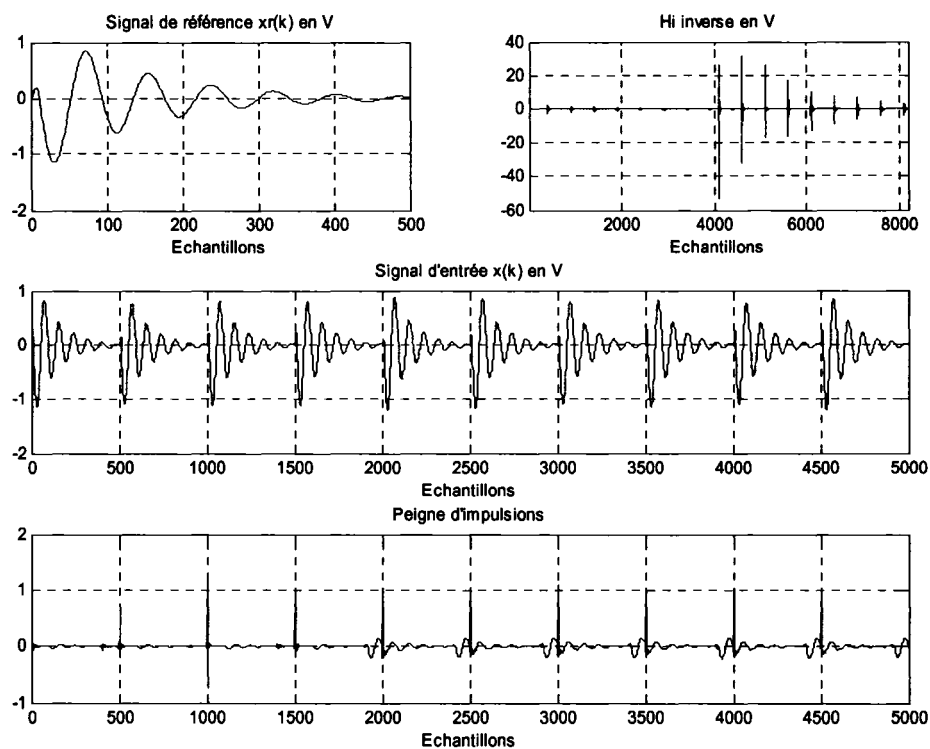 Signal de référence xr(k) en V
1
0
-1
-2
0 100 200 300 400 500
Echantillons
Hi inverse en V
40
20
0
-20
-40
-60
2000 4000 6000 8000
Echantillons
Signal d'entrée x(k) en V
1
0
-1
-2
0 500 1000 1500 2000 2500 3000 3500 4000 4500 5000
Echantillons
Peigne d'impulsions
2
1
0
-1
0 500 1000 1500 2000 2500 3000 3500 4000 4500 5000
Echantillons